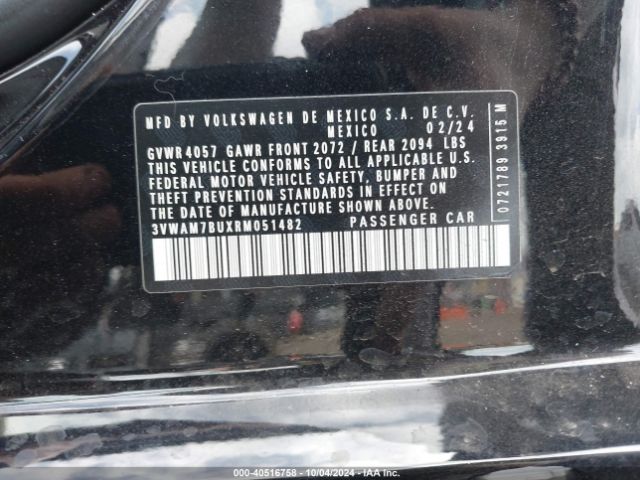 MFD BY VOLKSWAGEN DE MEXICO S.A. DE C.V.
MEXICO 02/24
GVWR 4057 GAWR FRONT 2072 / REAR 2094 LBS
THIS VEHICLE CONFORMS TO ALL APPLICABLE U.S.
FEDERAL MOTOR VEHICLE SAFETY, BUMPER AND
THEFT PREVENTION STANDARDS IN EFFECT ON
THE DATE OF MANUFACTURE SHOWN ABOVE.
3VWAM7BUXRM051482 PASSENGER CAR
0721789 3915 M
000-40516758 - 10/04/2024 - IAA Inc.